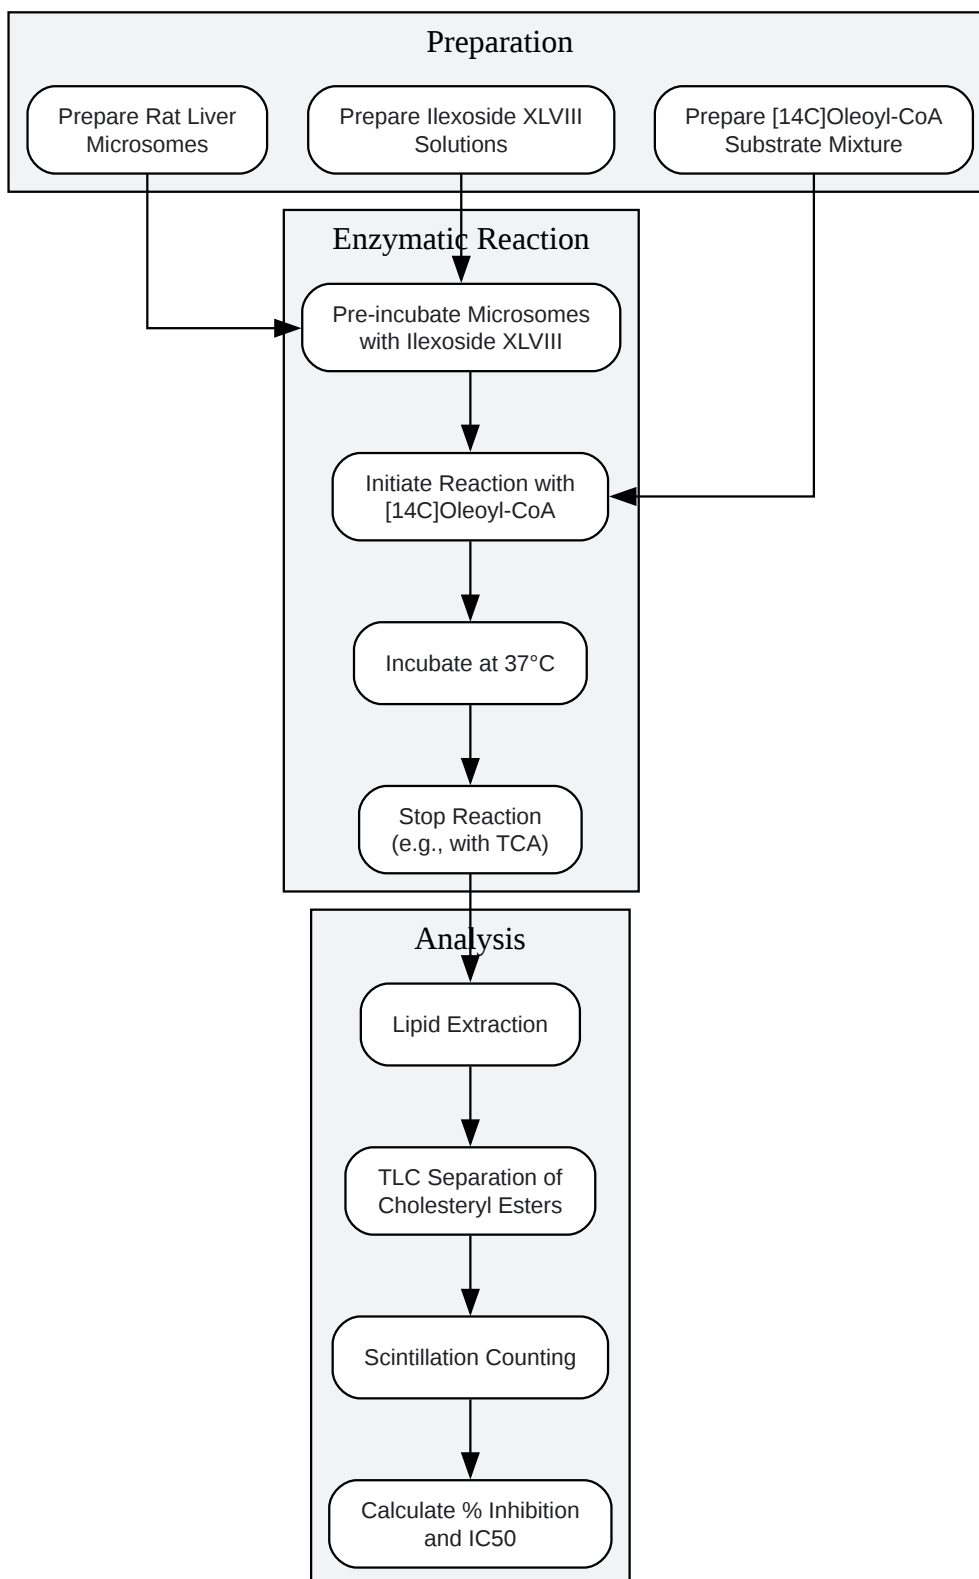 Preparation
Prepare Rat Liver
Microsomes
Prepare Ilexoside XLVIII
Solutions
Prepare [14C]Oleoyl-CoA
Substrate Mixture
Enzymatic Reaction
Pre-incubate Microsomes
with Ilexoside XLVIII
Initiate Reaction with
[14C]Oleoyl-CoA
Incubate at 37°C
Stop Reaction
(e.g., with TCA)
Analysis
Lipid Extraction
TLC Separation of
Cholesteryl Esters
Scintillation Counting
Calculate % Inhibition
and IC50